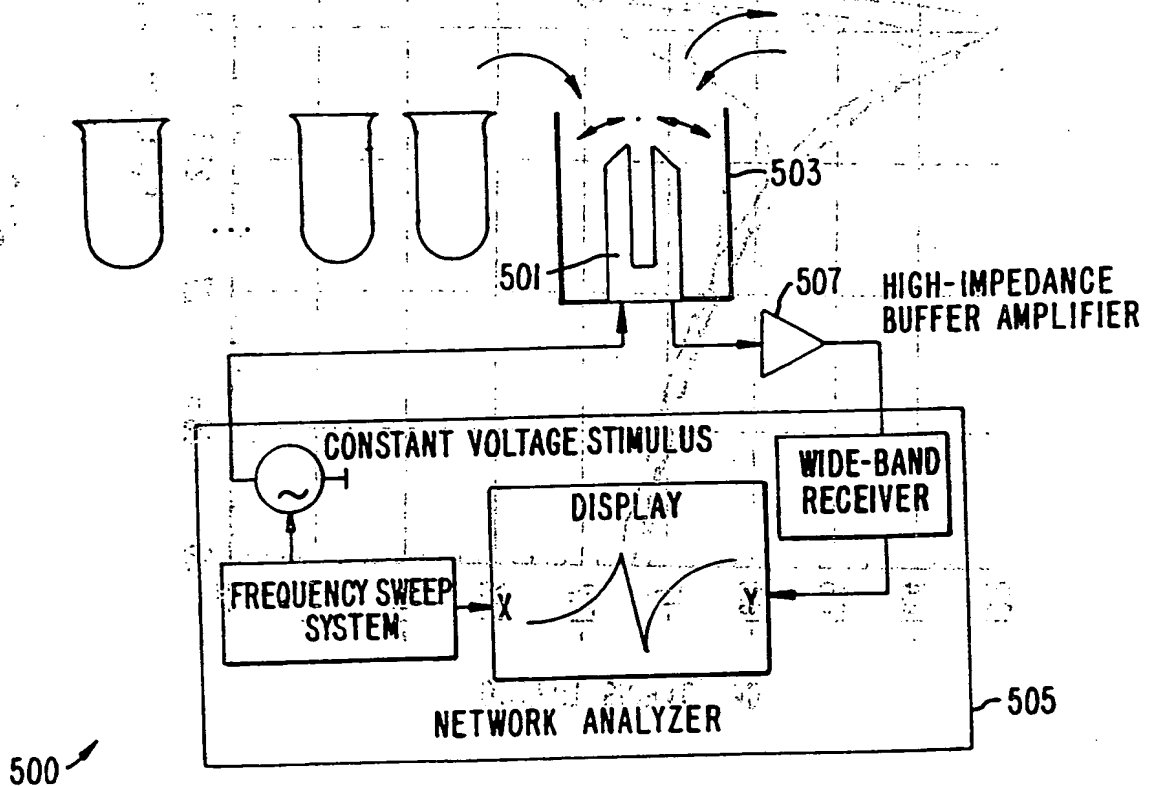 503
501
507
HIGH-IMPEDANCE
BUFFER AMPLIFIER
...
CONSTANT VOLTAGE STIMULUS
WIDE-BAND
RECEIVER
DISPLAY
FREQUENCY SWEEP
SYSTEM
X
Y
NETWORK ANALYZER
505
500